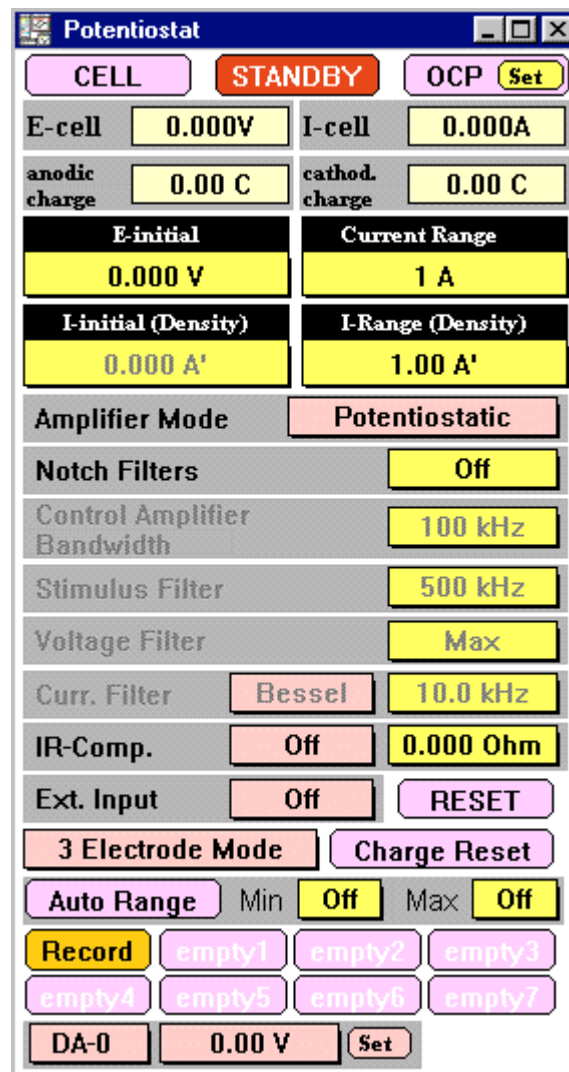 Potentiostat
CELL STANDBY OCP Set
E-cell 0.000V I-cell 0.000A
anodic charge 0.00 C cathod. charge 0.00 C
E-initial Current Range
0.000 V 1 A
I-initial (Density) I-Range (Density)
0.000 A' 1.00 A'
Amplifier Mode Potentiostatic
Notch Filters Off
Control Amplifier
Bandwidth 100 kHz
Stimulus Filter 500 kHz
Voltage Filter Max
Curr. Filter Bessel 10.0 kHz
IR-Comp. Off 0.000 Ohm
Ext. Input Off RESET
3 Electrode Mode Charge Reset
Auto Range Min Off Max Off
Record empty1 empty2 empty3
empty4 empty5 empty6 empty7
DA-0 0.00 V Set